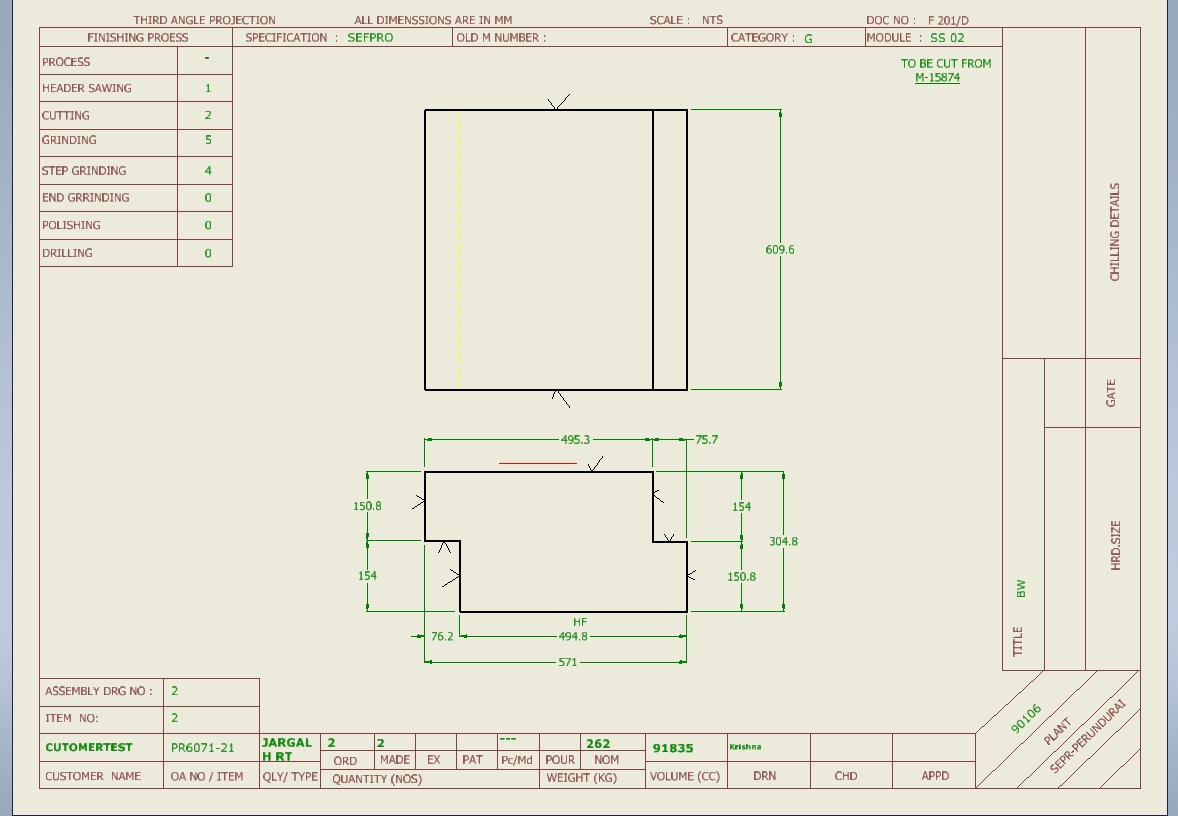 THIRD ANGLE PROJECTION ALL DIMENSSIONS ARE IN MM SCALE : NTS DOC NO : F 201/D
FINISHING PROESS SPECIFICATION : SEFPRO OLD M NUMBER : CATEGORY : G MODULE : SS 02
PROCESS -
HEADER SAWING 1
CUTTING 2
GRINDING 5
STEP GRINDING 4
END GRRINDING 0
POLISHING 0
DRILLING 0
TO BE CUT FROM
M-15874
609.6
495.3 75.7
150.8 154
304.8
154 150.8
HF
76.2 494.8
571
CHILLING DETAILS
GATE
HRD.SIZE
TITLE BW
90106
PLANT
SEPR-PERUNDURAI
ASSEMBLY DRG NO : 2
ITEM NO: 2
CUTOMERTEST PR6071-21 JARGAL H RT 2 2 --- 262 91835 Krishna
ORD MADE EX PAT Pc/Md POUR NOM
CUSTOMER NAME OA NO / ITEM QLY/ TYPE QUANTITY (NOS) WEIGHT (KG) VOLUME (CC) DRN CHD APPD